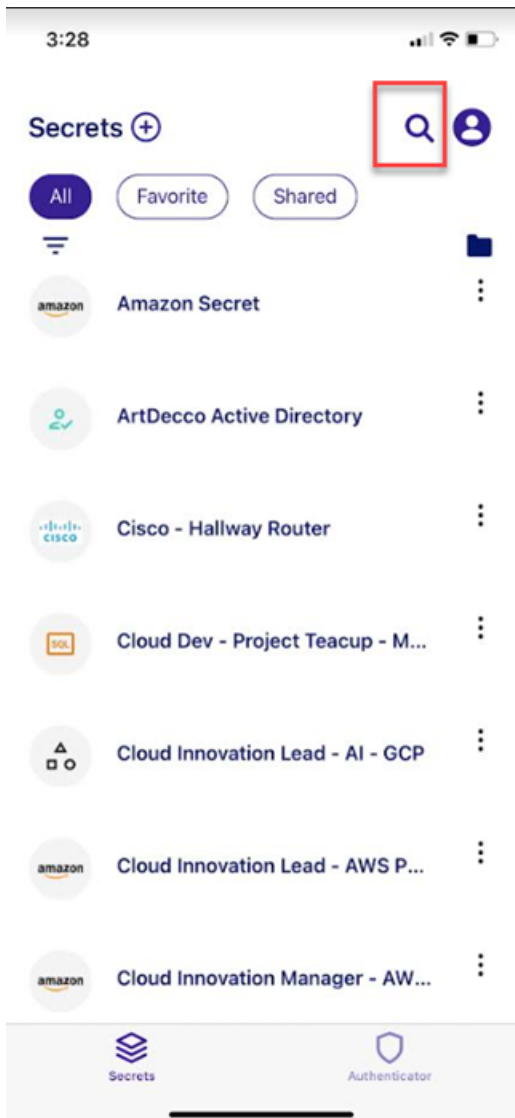 3:28
Secrets
All Favorite Shared
amazon Amazon Secret
ArtDecco Active Directory
CISCO Cisco - Hallway Router
SQL Cloud Dev - Project Teacup - M...
Cloud Innovation Lead - AI - GCP
amazon Cloud Innovation Lead - AWS P...
amazon Cloud Innovation Manager - AW...
Secrets Authenticator